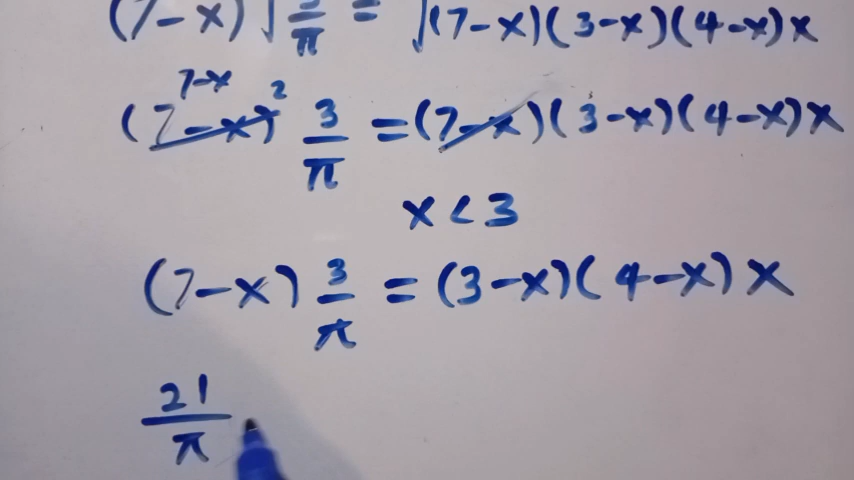 (7-x)√3/π = √(7-x)(3-x)(4-x)x
7-x
(7-x)² 3/π = (7-x)(3-x)(4-x)x
x < 3
(7-x) 3/π = (3-x)(4-x)x
21/π